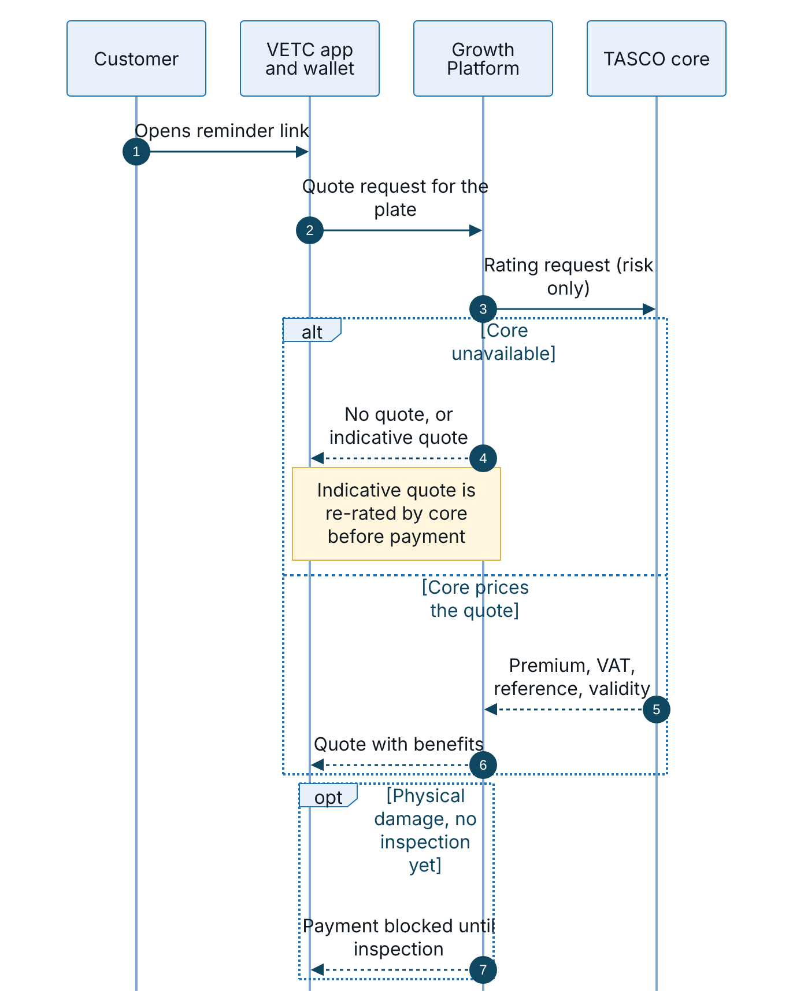 Customer
VETC app
and wallet
Growth
Platform
TASCO core
Opens reminder link
1
Quote request for the
plate
2
Rating request (risk
only)
3
alt
[Core
unavailable]
No quote, or
indicative quote
4
Indicative quote is
re-rated by core
before payment
[Core prices
the quote]
Premium, VAT,
reference, validity
5
Quote with benefits
6
opt
[Physical
damage, no
inspection
yet]
Payment blocked until
inspection
7